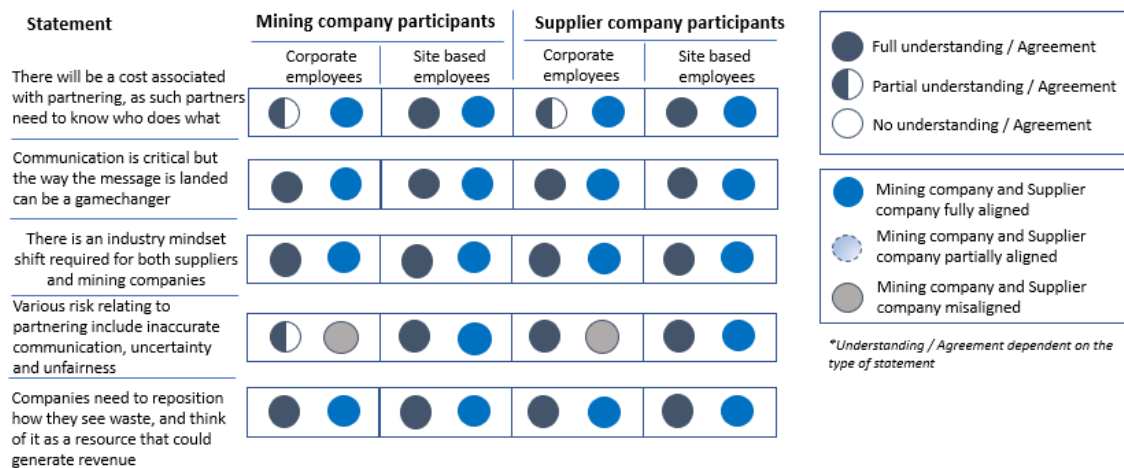 Statement
Mining company participants
Supplier company participants
Corporate
employees
Site based
employees
Corporate
employees
Site based
employees
There will be a cost associated
with partnering, as such partners
need to know who does what
Communication is critical but
the way the message is landed
can be a gamechanger
There is an industry mindset
shift required for both suppliers
and mining companies
Various risk relating to
partnering include inaccurate
communication, uncertainty
and unfairness
Companies need to reposition
how they see waste, and think
of it as a resource that could
generate revenue
Full understanding / Agreement
Partial understanding / Agreement
No understanding / Agreement
Mining company and Supplier
company fully aligned
Mining company and Supplier
company partially aligned
Mining company and Supplier
company misaligned
*Understanding / Agreement dependent on the
type of statement